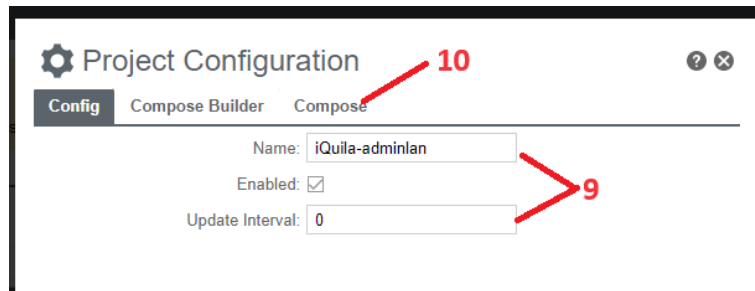 Project Configuration 10
Config Compose Builder Compose
Name: iQuila-adminlan
Enabled:
9
Update Interval: 0